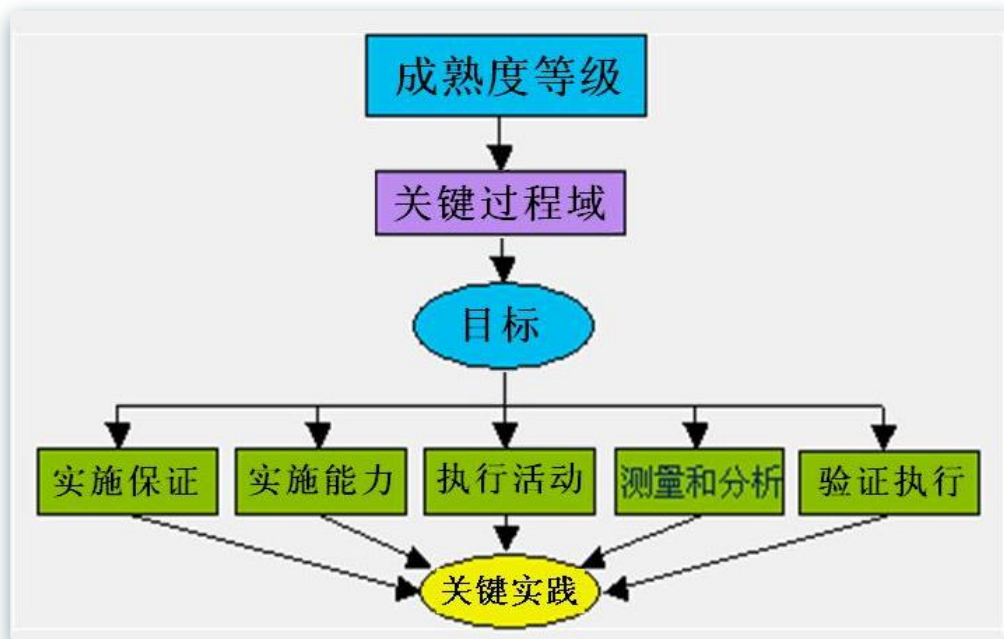 成熟度等级
关键过程域
目标
实施保证
实施能力
执行活动
测量和分析
验证执行
关键实践